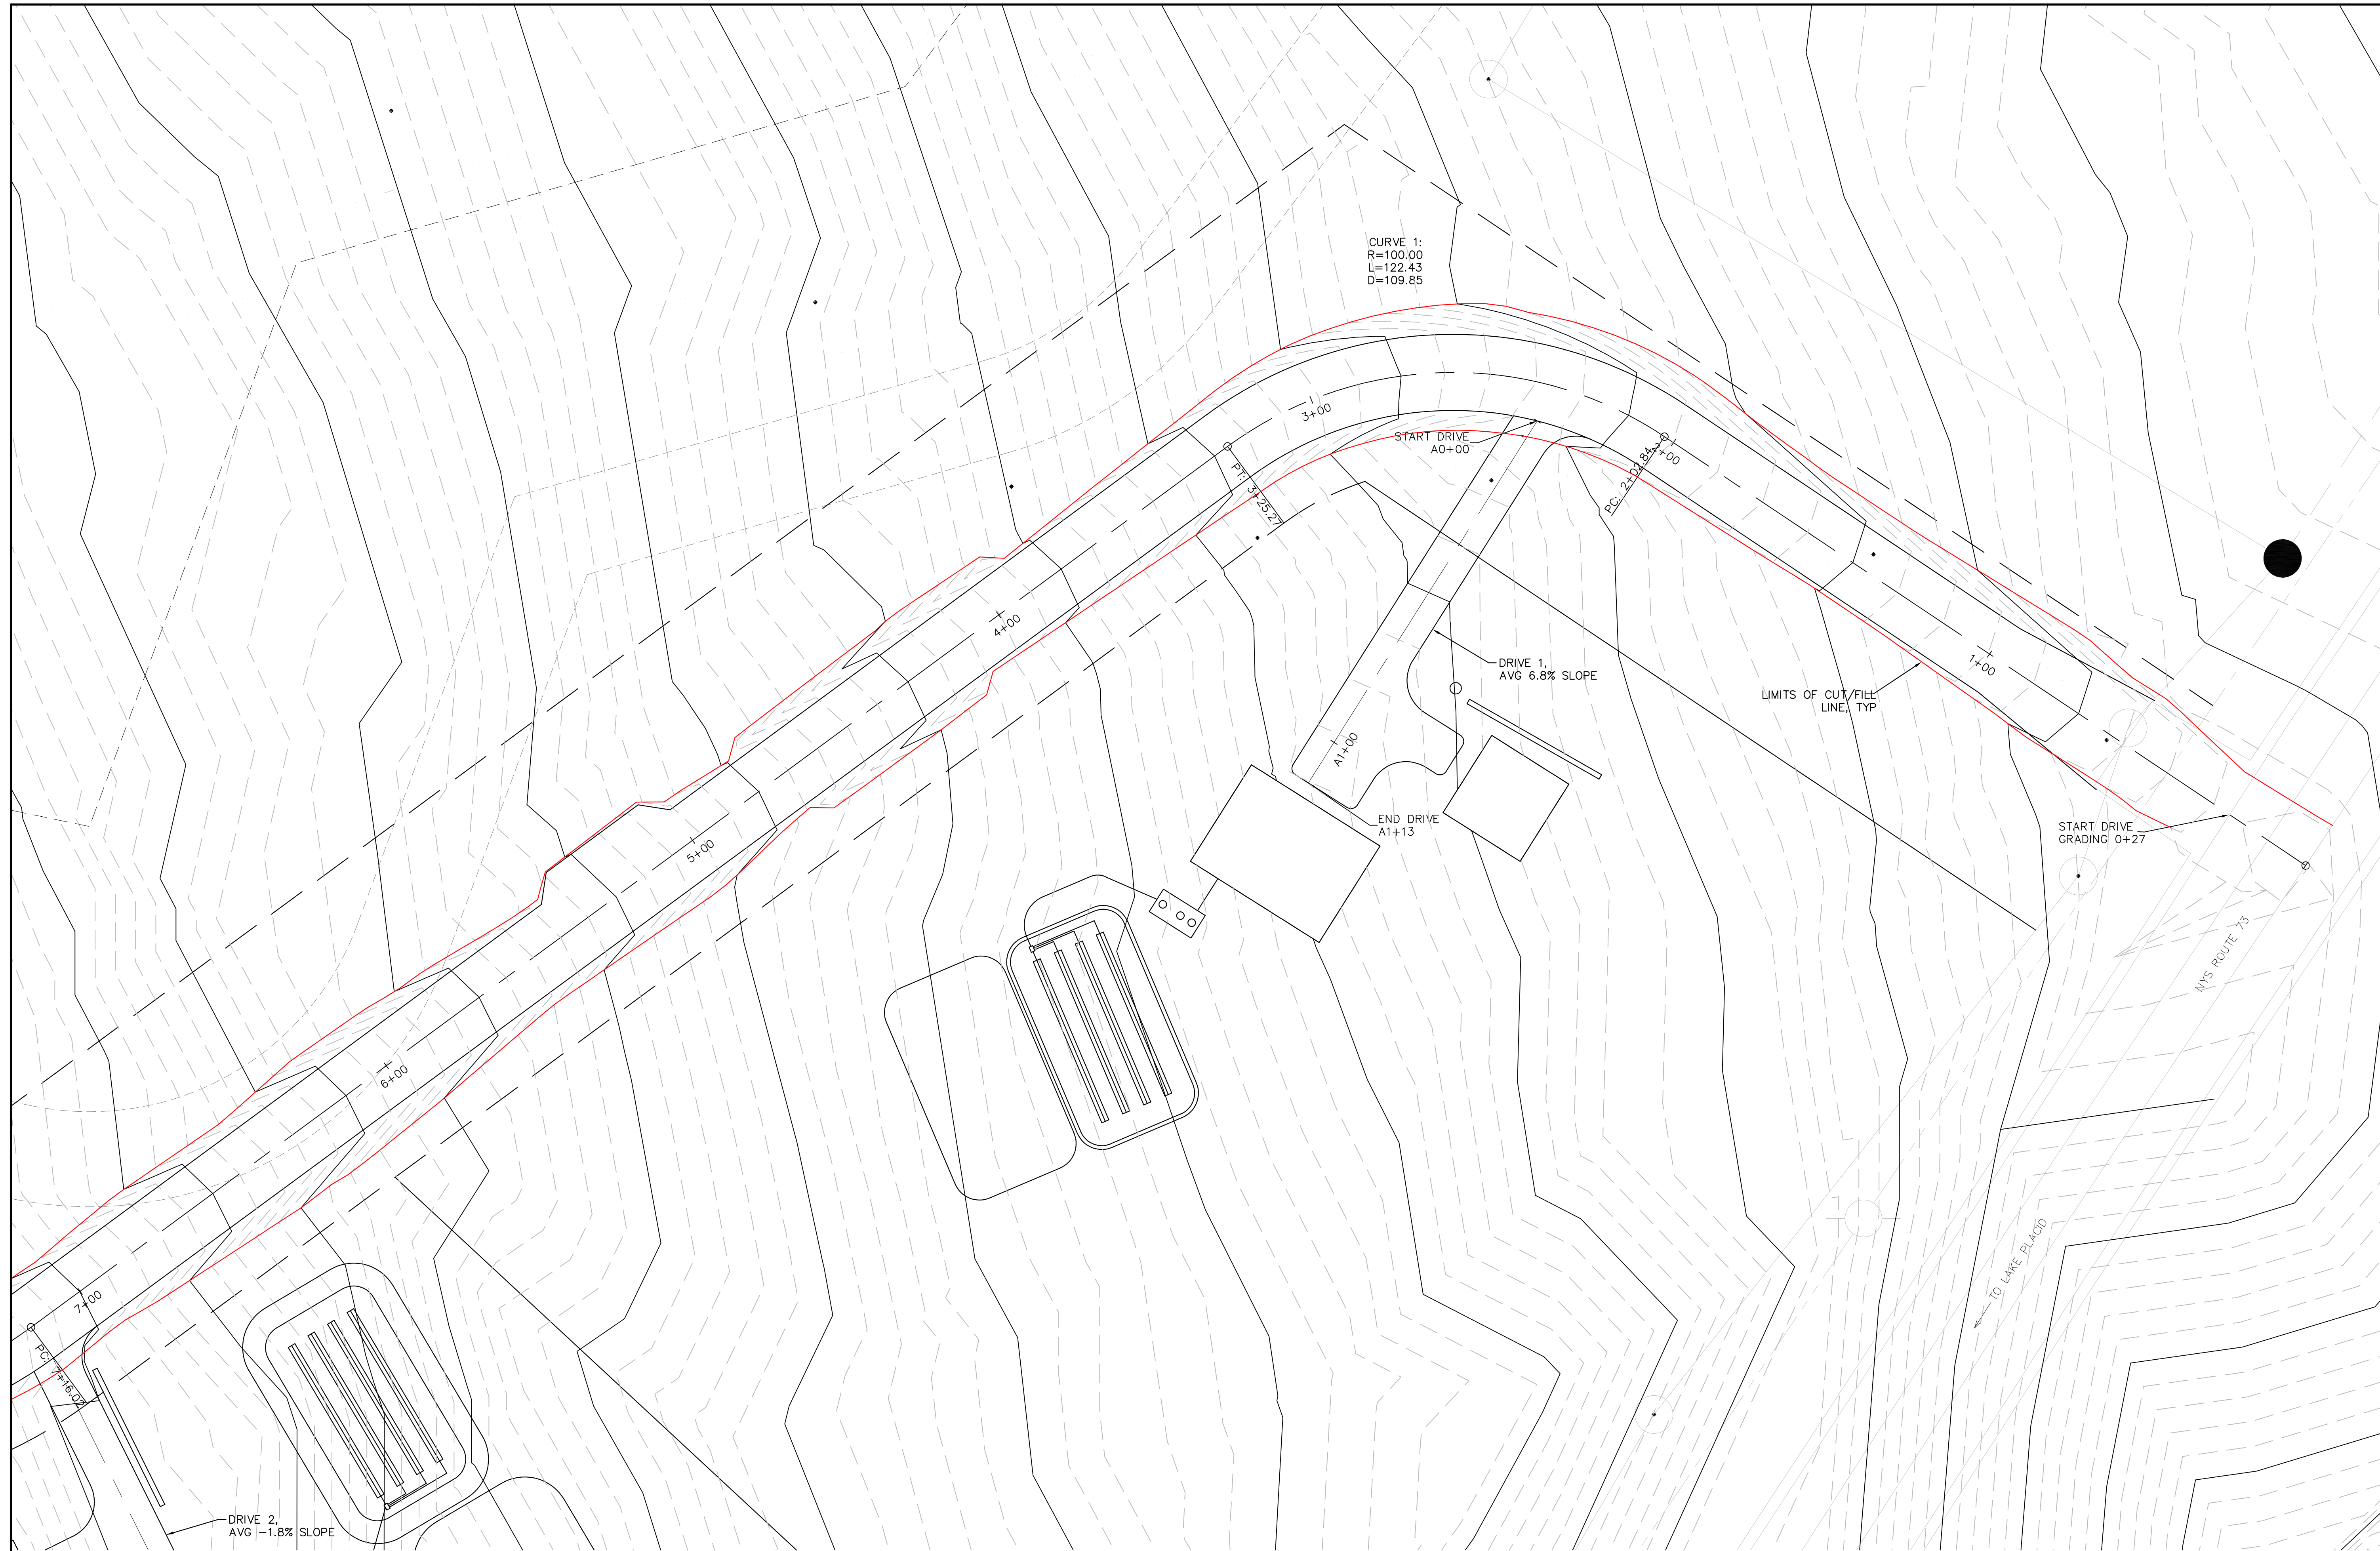 CURVE 1:
R=100.00
L=122.43
D=109.85
3+00
START DRIVE
A0+00
PT: 3+25.27
PC: 2+02.84
2+00
4+00
DRIVE 1,
AVG 6.8% SLOPE
1+00
LIMITS OF CUT/FILL
LINE, TYP
A1+00
END DRIVE
A1+13
START DRIVE
GRADING 0+27
5+00
NYS ROUTE 73
6+00
TO LAKE PLACID
7+00
PC: 7+16.02
DRIVE 2,
AVG -1.8% SLOPE